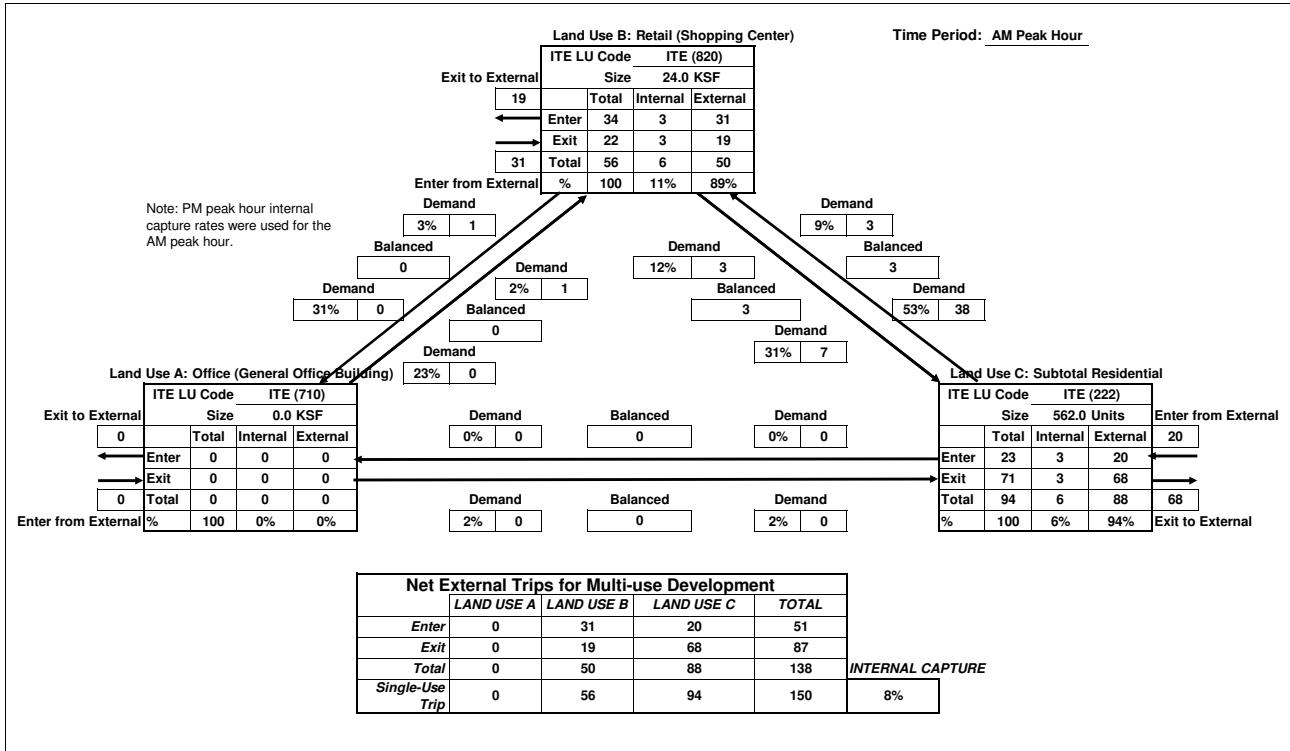 Land Use B: Retail (Shopping Center)
Time Period: AM Peak Hour
ITE LU Code ITE (820)
Exit to External Size 24.0 KSF
19 Total Internal External
Enter 34 3 31
Exit 22 3 19
31 Total 56 6 50
Enter from External % 100 11% 89%
Note: PM peak hour internal
capture rates were used for the
AM peak hour.
Demand
3% 1
Balanced
0
Demand
31% 0
Demand
2% 1
Balanced
0
Demand
23% 0
Demand
12% 3
Balanced
3
Demand
31% 7
Demand
9% 3
Balanced
3
Demand
53% 38
Land Use A: Office (General Office Building)
ITE LU Code ITE (710)
Exit to External Size 0.0 KSF
0 Total Internal External
Enter 0 0 0
Exit 0 0 0
0 Total 0 0 0
Enter from External % 100 0% 0%
Demand Balanced Demand
0% 0 0 0% 0
Demand Balanced Demand
2% 0 0 2% 0
Land Use C: Subtotal Residential
ITE LU Code ITE (222)
Size 562.0 Units Enter from External
Total Internal External 20
Enter 23 3 20
Exit 71 3 68
Total 94 6 88 68
% 100 6% 94% Exit to External
Net External Trips for Multi-use Development
LAND USE A LAND USE B LAND USE C TOTAL
Enter 0 31 20 51
Exit 0 19 68 87
Total 0 50 88 138 INTERNAL CAPTURE
Single-Use
Trip 0 56 94 150 8%